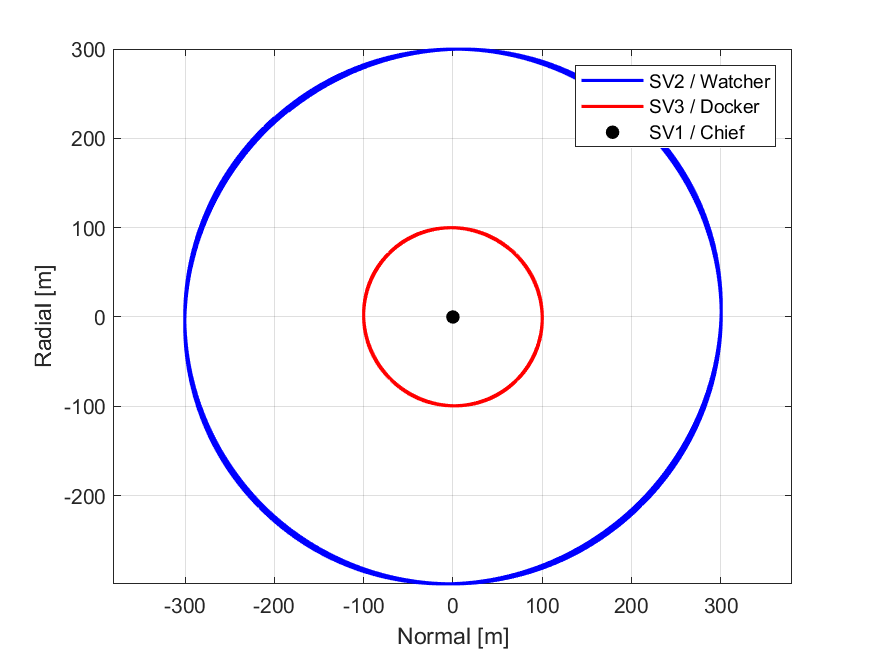 300
200
100
0
-100
-200
Radial [m]
SV2 / Watcher
SV3 / Docker
SV1 / Chief
-300 -200 -100 0 100 200 300
Normal [m]